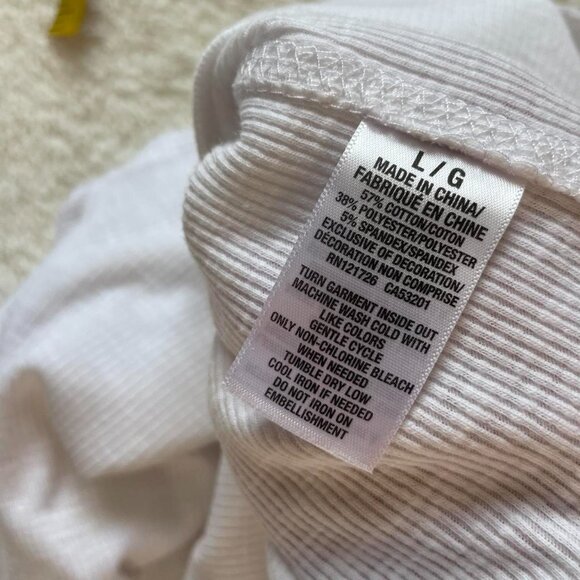 L / G
MADE IN CHINA/
FABRIQUÉ EN CHINE
57% COTTON/COTON
38% POLYESTER/POLYESTER
5% SPANDEX/SPANDEX
EXCLUSIVE OF DECORATION/
DECORATION NON COMPRISE
RN121726 CA53201
TURN GARMENT INSIDE OUT
MACHINE WASH COLD WITH
LIKE COLORS
GENTLE CYCLE
ONLY NON-CHLORINE BLEACH
WHEN NEEDED
TUMBLE DRY LOW
COOL IRON IF NEEDED
DO NOT IRON ON
EMBELLISHMENT